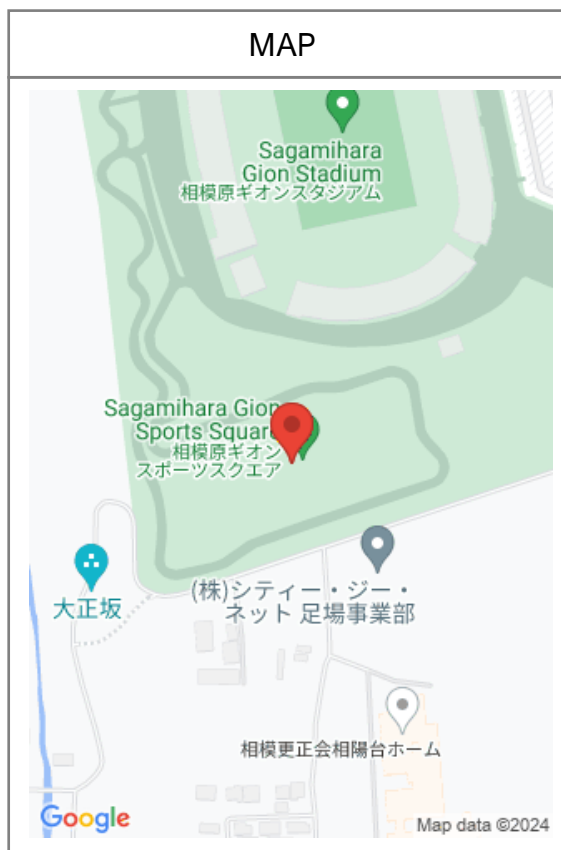 MAP
Sagamihara
Gion Stadium
相模原ギオンスタジアム
Sagamihara Gion
Sports Square
相模原ギオン
スポーツスクエア
大正坂
(株)シティー・ジー・
ネット 足場事業部
相模更正会相陽台ホーム
Google
Map data ©2024